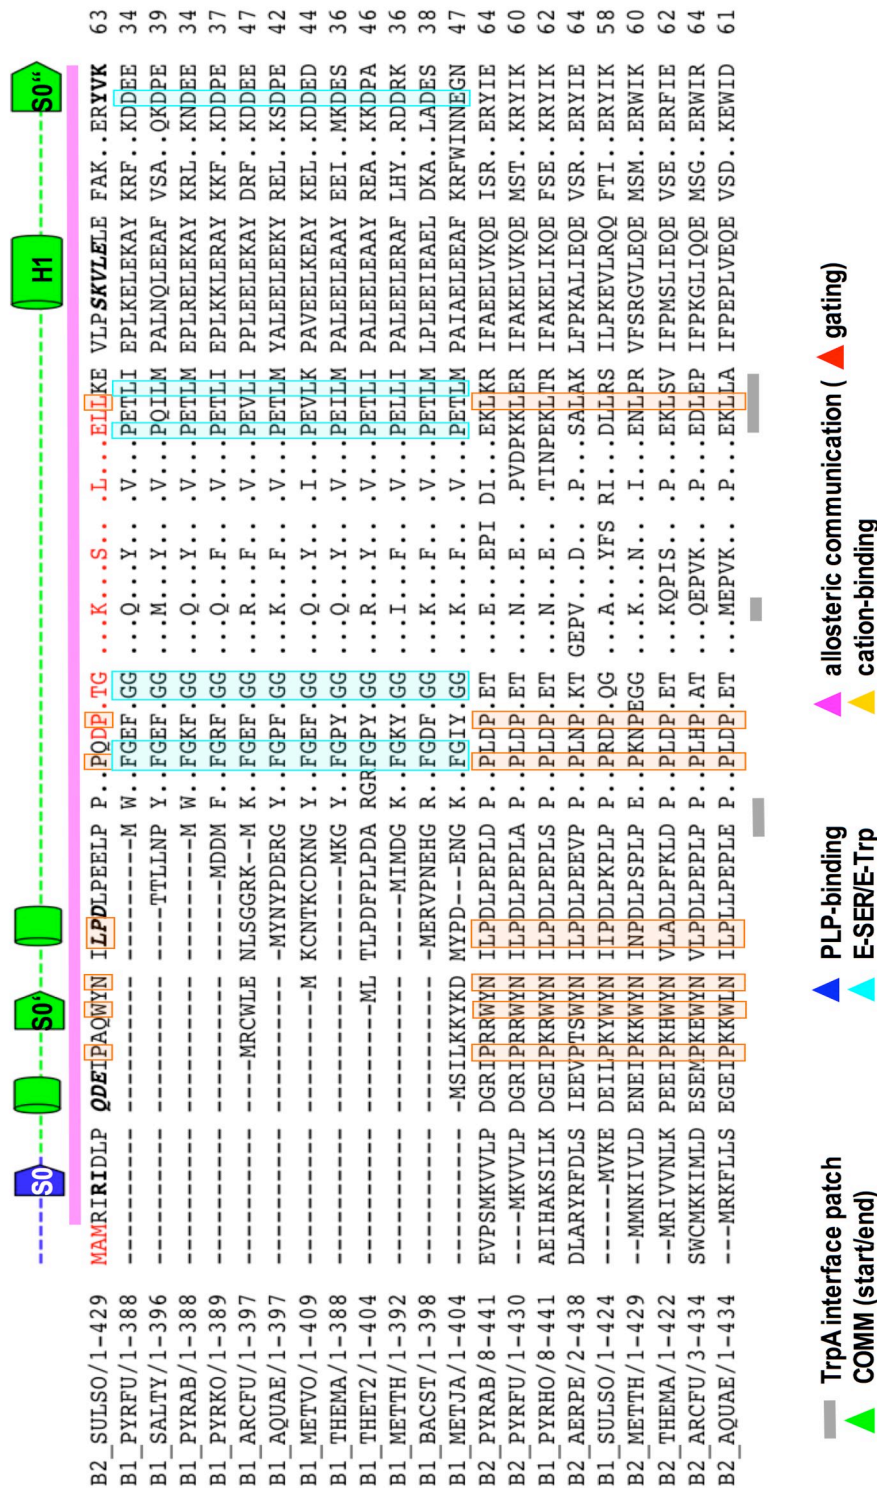 S0 S0‘ H1 S0“
B2_SULSO/1-429 MAMRIRIDLP QDEIPAQWYN ILPDLPEELP P..PQDP.TG ...K...S.. .L...ELLKE VLPSKVLELE FAK..ERYVK 63
B1_PYRFU/1-388 ---------- ---------- ---------M W..FGEF.GG ...Q...Y.. .V...PETLI EPLKELEKAY KRF..KDDEE 34
B1_SALTY/1-396 ---------- ---------- ----TTLLNP Y..FGEF.GG ...M...Y.. .V...PQILM PALNQLEEAF VSA..QKDPE 39
B1_PYRAB/1-388 ---------- ---------- ---------M W..FGKF.GG ...Q...Y.. .V...PETLM EPLRELEKAY KRL..KNDEE 34
B1_PYRKO/1-389 ---------- ---------- ------MDDM F..FGRF.GG ...Q...F.. .V...PETLI EPLKKLERAY KKF..KDDPE 37
B1_ARCFU/1-397 ---------- ----MRCWLE NLSGGRK--M K..FGEF.GG ...R...F.. .V...PEVLI PPLEELEKAY DRF..KDDEE 47
B1_AQUAE/1-397 ---------- ---------- -MYNYPDERG Y..FGPF.GG ...K...F.. .V...PETLM YALEELEEKY REL..KSDPE 42
B1_METVO/1-409 ---------- ---------M KCNTKCDKNG Y..FGEF.GG ...Q...Y.. .I...PEVLK PAVEELKEAY KEL..KDDED 44
B1_THEMA/1-388 ---------- ---------- -------MKG Y..FGPY.GG ...Q...Y.. .V...PEILM PALEELEAAY EEI..MKDES 36
B1_THET2/1-404 ---------- --------ML TLPDFPLPDA RGRFGPY.GG ...R...Y.. .V...PETLI PALEELEAAY REA..KKDPA 46
B1_METTH/1-392 ---------- ---------- -----MIMDG K..FGKY.GG ...I...F.. .V...PELLI PALEELERAF LHY..RDDRK 36
B1_BACST/1-398 ---------- ---------- -MERVPNEHG R..FGDF.GG ...K...F.. .V...PETLM LPLEEIEAEL DKA..LADES 38
B1_METJA/1-404 ---------- -MSILKKYKD MYPD---ENG K..FGIY.GG ...K...F.. .V...PETLM PAIAELEEAF KRFWINNEGN 47
B2_PYRAB/8-441 EVPSMKVVLP DGRIPRRWYN ILPDLPEPLD P..PLDP.ET ...E...EPI DI...EKLKR IFAEELVKQE ISR..ERYIE 64
B2_PYRFU/1-430 ----MKVVLP DGRIPRRWYN ILPDLPEPLA P..PLDP.ET ...N...E.. .PVDPKKLER IFAKELVKQE MST..KRYIK 60
B1_PYRHO/8-441 AEIHAKSILK DGEIPKRWYN ILPDLPEPLS P..PLDP.ET ...N...E.. .TINPEKLTR IFAKELIKQE FSE..KRYIK 62
B2_AERPE/2-438 DLARYRFDLS IEEVPTSWYN ILPDLPEEVP P..PLNP.KT GEPV...D.. .P...SALAK LFPKALIEQE VSR..ERYIE 64
B1_SULSO/1-424 ------MVKE DEILPKYWYN IIPDLPKPLP P..PRDP.QG ...A...YFS RI...DLLRS ILPKEVLRQQ FTI..ERYIK 58
B2_METTH/1-429 --MMNKIVLD ENEIPKKWYN INPDLPSPLP E..PKNPEGG ...K...N.. .I...ENLPR VFSRGVLEQE MSM..ERWIK 60
B2_THEMA/1-422 --MRIVVNLK PEEIPKHWYN VLADLPFKLD P..PLDP.ET ...KQPIS.. .P...EKLSV IFPMSLIEQE VSE..ERFIE 62
B2_ARCFU/3-434 SWCMKKIMLD ESEMPKEWYN VLPDLPEPLP P..PLHP.AT ...QEPVK.. .P...EDLEP IFPKGLIQQE MSG..ERWIR 64
B2_AQUAE/1-434 ---MRKFLLS EGEIPKKWLN ILPLLPEPLE P..PLDP.ET ...MEPVK.. .P...EKLLA IFPEPLVEQE VSD..KEWID 61
TrpA interface patch PLP-binding allosteric communication ( gating)
COMM (start/end) E-SER/E-Trp cation-binding